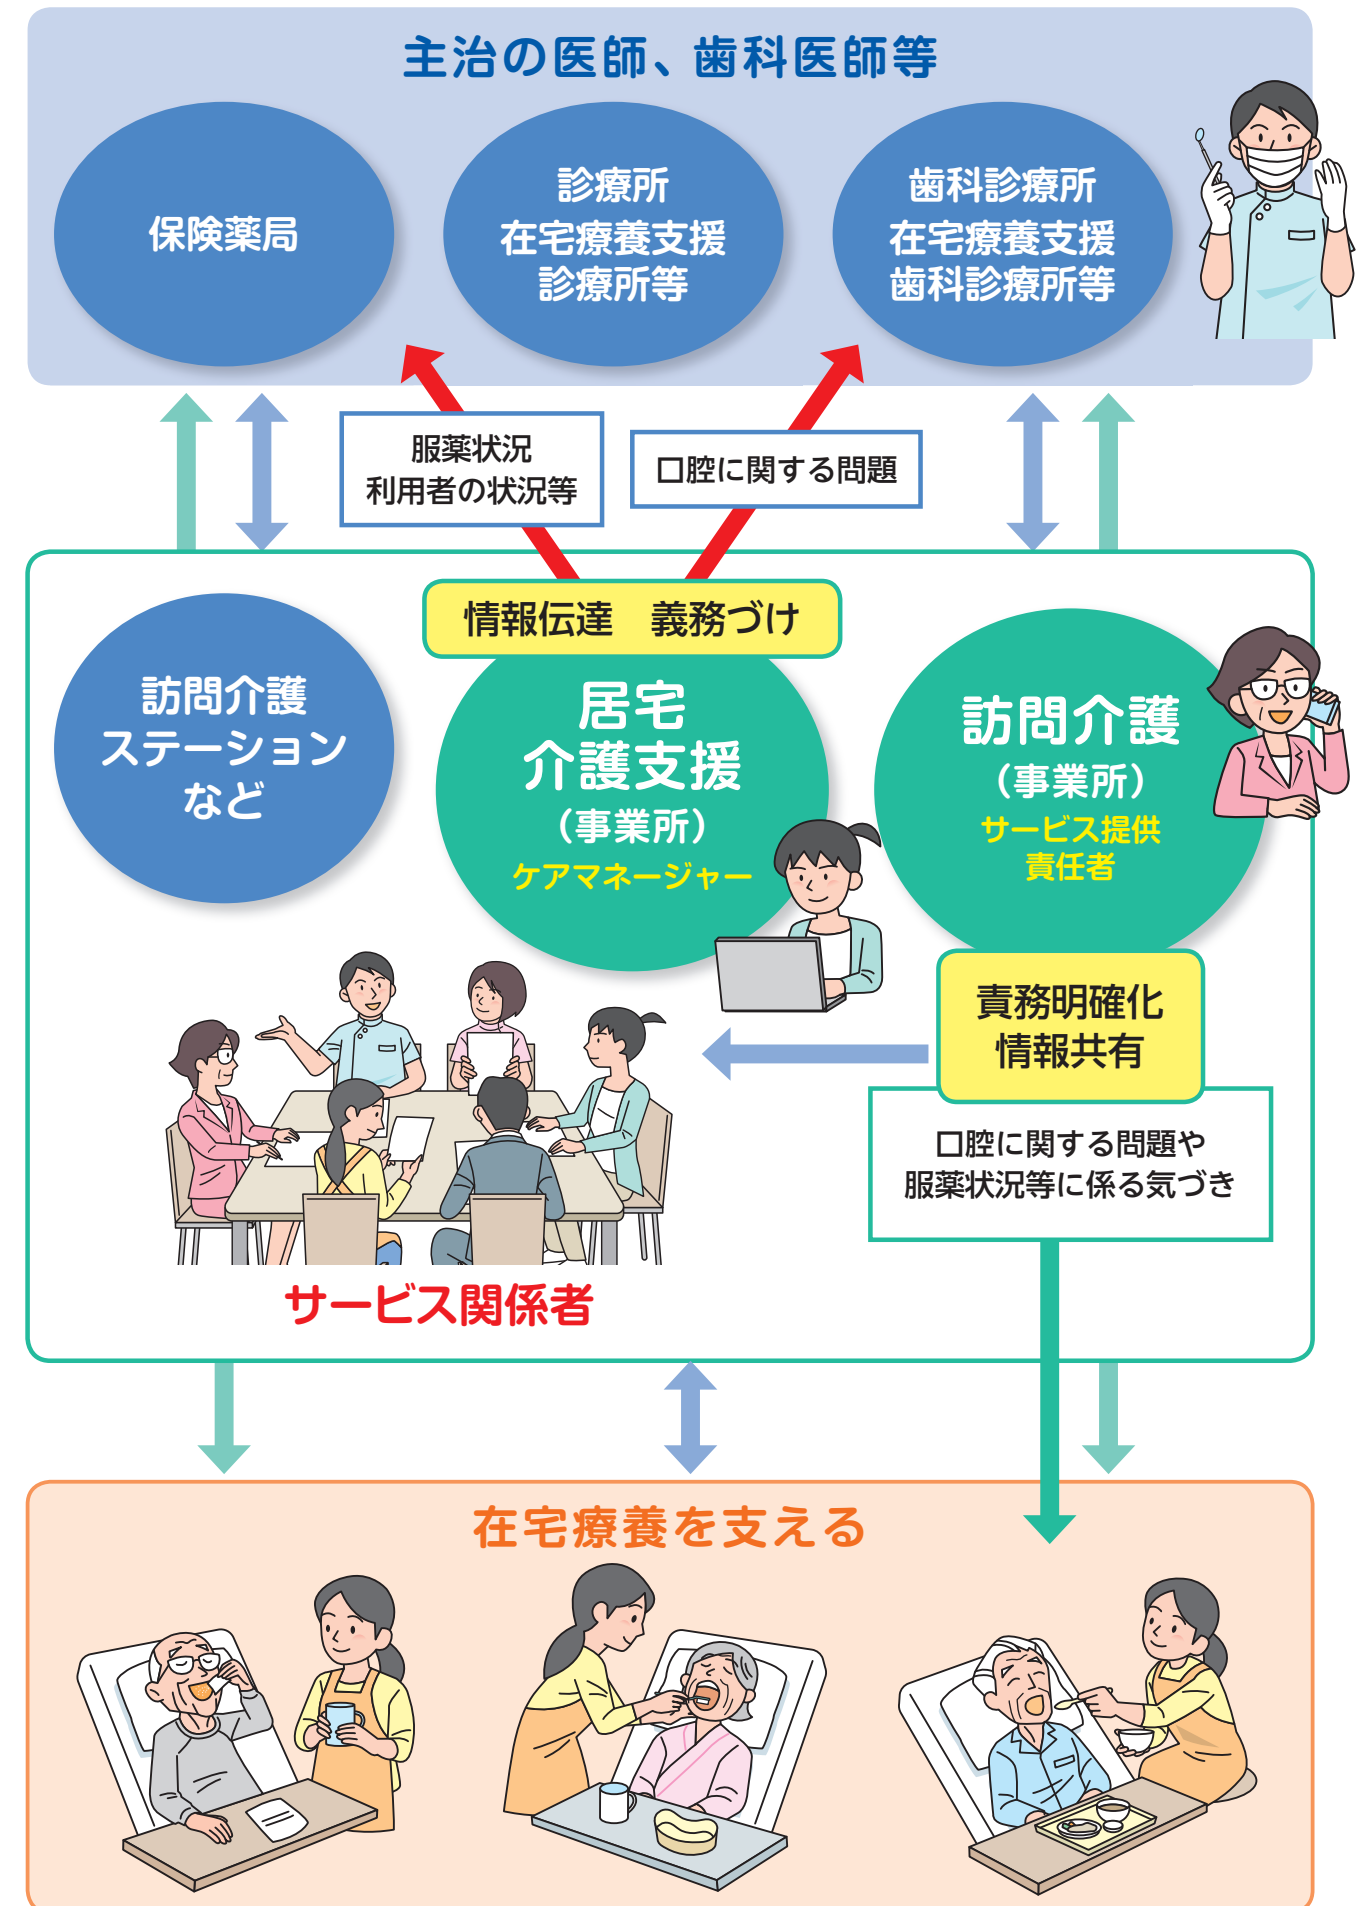 主治の医師、歯科医師等
保険薬局
診療所
在宅療養支援
診療所等
歯科診療所
在宅療養支援
歯科診療所等
服薬状況
利用者の状況等
口腔に関する問題
情報伝達　義務づけ
訪問介護
ステーション
など
居宅
介護支援
（事業所）
ケアマネージャー
訪問介護
（事業所）
サービス提供
責任者
責務明確化
情報共有
口腔に関する問題や
服薬状況等に係る気づき
サービス関係者
在宅療養を支える